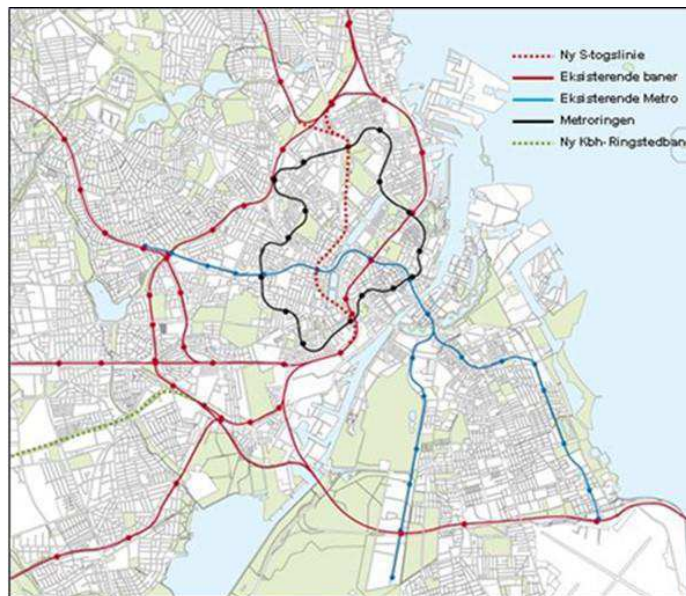 Ny S-togslinie
Eksisterende baner
Eksisterende Metro
Metroringen
Ny Kbh- Ringstedbane